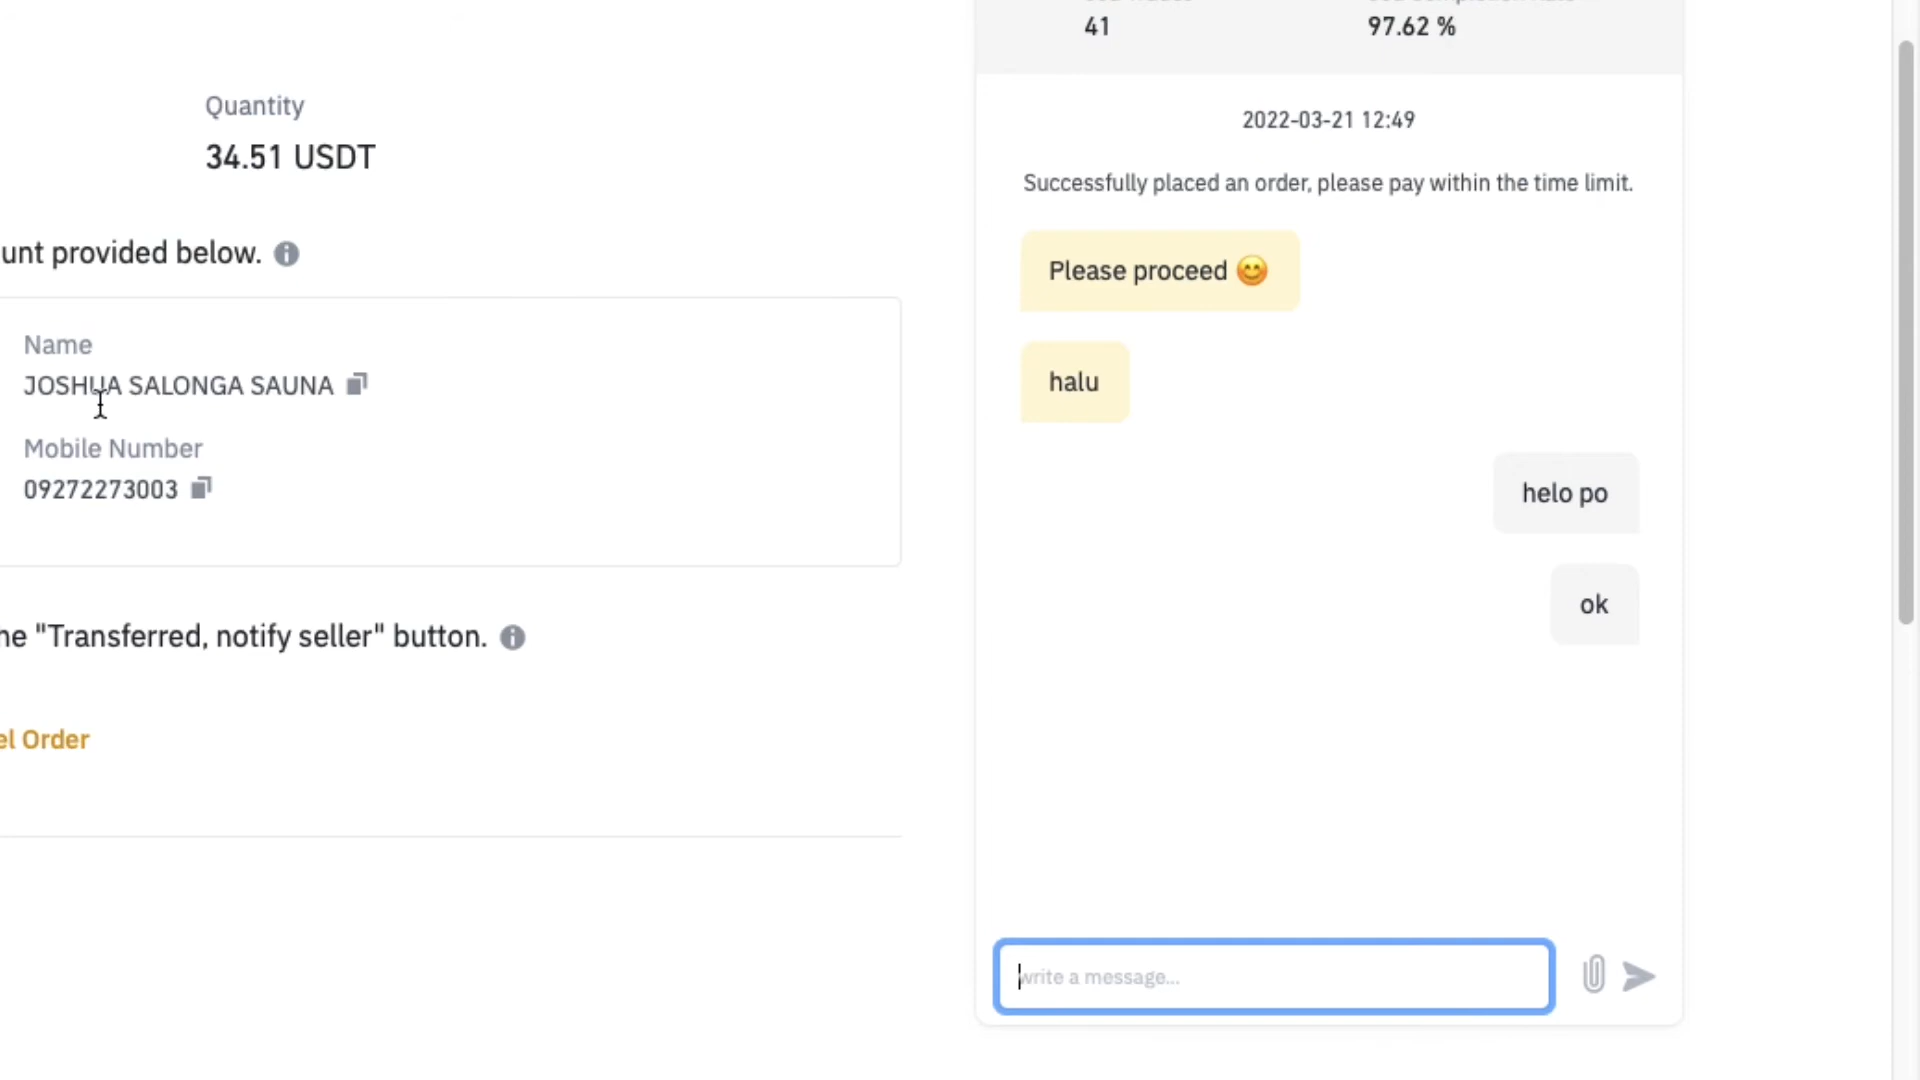 Quantity
34.51 USDT
unt provided below.
Name
JOSHUA SALONGA SAUNA
Mobile Number
09272273003
he "Transferred, notify seller" button.
el Order
41
97.62 %
2022-03-21 12:49
Successfully placed an order, please pay within the time limit.
Please proceed 😊
halu
helo po
ok
write a message...